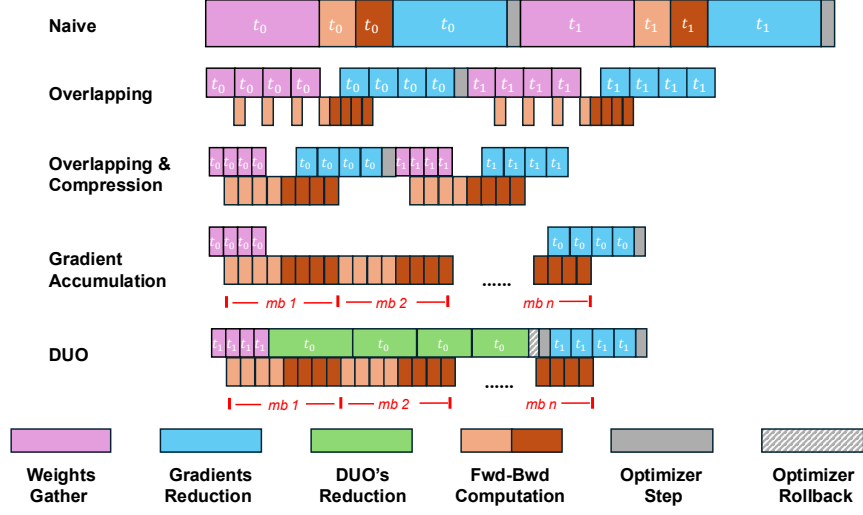 Naive
t₀ t₀ t₀ t₀ t₁ t₁ t₁ t₁
Overlapping
t₀ t₀ t₀ t₀ t₀ t₀ t₀ t₀ t₁ t₁ t₁ t₁ t₁ t₁ t₁ t₁
Overlapping &
Compression
t₀ t₀ t₀ t₀ t₀ t₀ t₀ t₀ t₁ t₁ t₁ t₁ t₁ t₁ t₁ t₁
Gradient
Accumulation
t₀ t₀ t₀ t₀ t₀ t₀ t₀ t₀
......
mb 1 mb 2 mb n
DUO
t₁ t₁ t₁ t₁ t₀ t₀ t₀ t₀ t₁ t₁ t₁ t₁
......
mb 1 mb 2 mb n
Weights
Gather
Gradients
Reduction
DUO's
Reduction
Fwd-Bwd
Computation
Optimizer
Step
Optimizer
Rollback